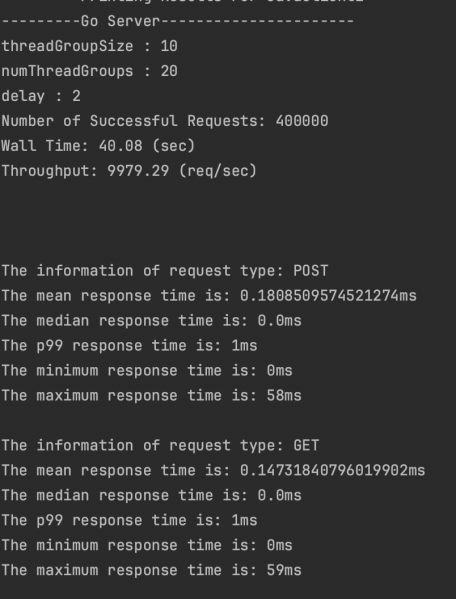 ---------Go Server----------------------
threadGroupSize : 10
numThreadGroups : 20
delay : 2
Number of Successful Requests: 400000
Wall Time: 40.08 (sec)
Throughput: 9979.29 (req/sec)
The information of request type: POST
The mean response time is: 0.1808509574521274ms
The median response time is: 0.0ms
The p99 response time is: 1ms
The minimum response time is: 0ms
The maximum response time is: 58ms
The information of request type: GET
The mean response time is: 0.14731840796019902ms
The median response time is: 0.0ms
The p99 response time is: 1ms
The minimum response time is: 0ms
The maximum response time is: 59ms